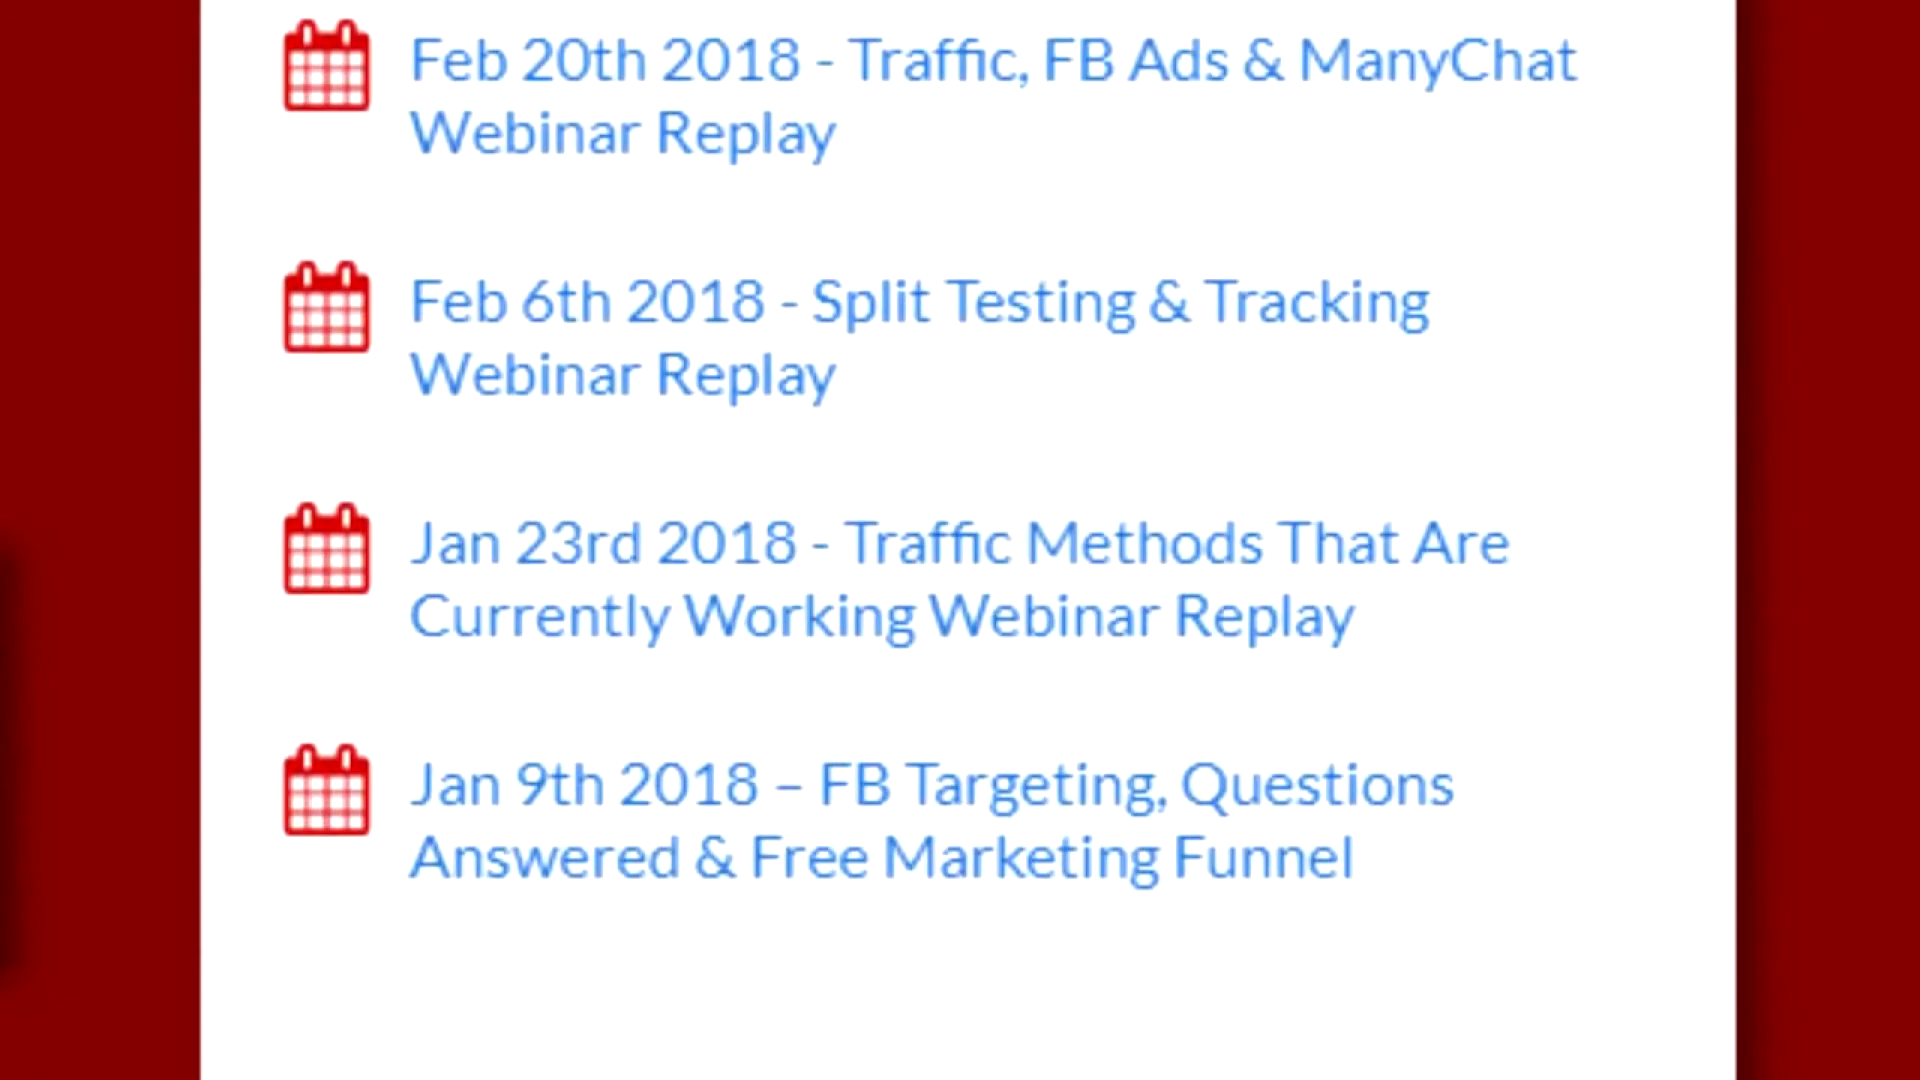 Feb 20th 2018 - Traffic, FB Ads & ManyChat
Webinar Replay
Feb 6th 2018 - Split Testing & Tracking
Webinar Replay
Jan 23rd 2018 - Traffic Methods That Are
Currently Working Webinar Replay
Jan 9th 2018 – FB Targeting, Questions
Answered & Free Marketing Funnel